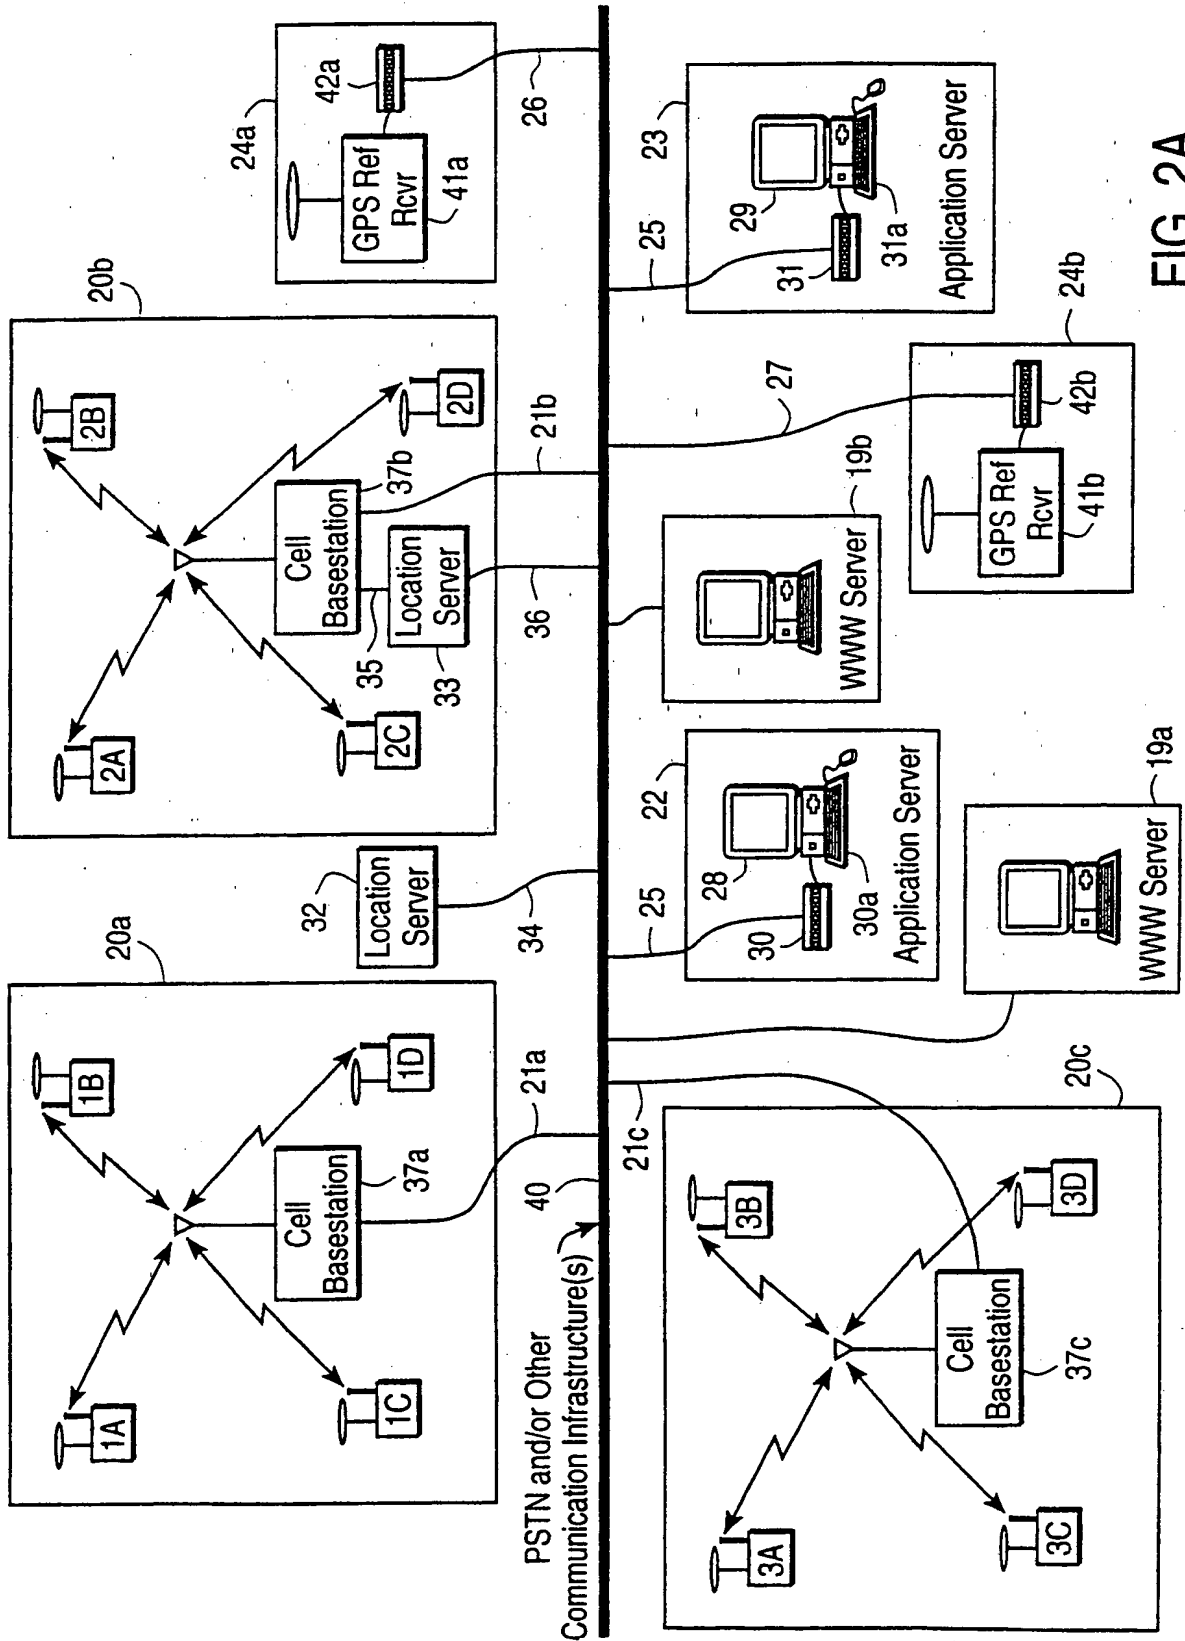 20a
1A
1B
1C
1D
Cell
Basestation
37a
21a
32
Location
Server
34
20b
2A
2B
2C
2D
Cell
Basestation
37b
21b
35
Location
Server
33
36
24a
GPS Ref
Rcvr
41a
42a
26
PSTN and/or Other
Communication Infrastructure(s)
40
21c
20c
3A
3B
3C
3D
Cell
Basestation
37c
25
22
28
30
30a
Application Server
19a
WWW Server
19b
WWW Server
27
25
23
29
31
31a
Application Server
24b
GPS Ref
Rcvr
41b
42b
FIG. 2A